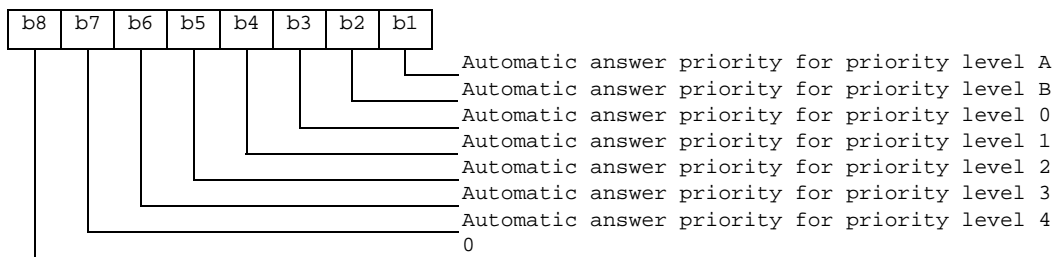 b8 b7 b6 b5 b4 b3 b2 b1
Automatic answer priority for priority level A
Automatic answer priority for priority level B
Automatic answer priority for priority level 0
Automatic answer priority for priority level 1
Automatic answer priority for priority level 2
Automatic answer priority for priority level 3
Automatic answer priority for priority level 4
0